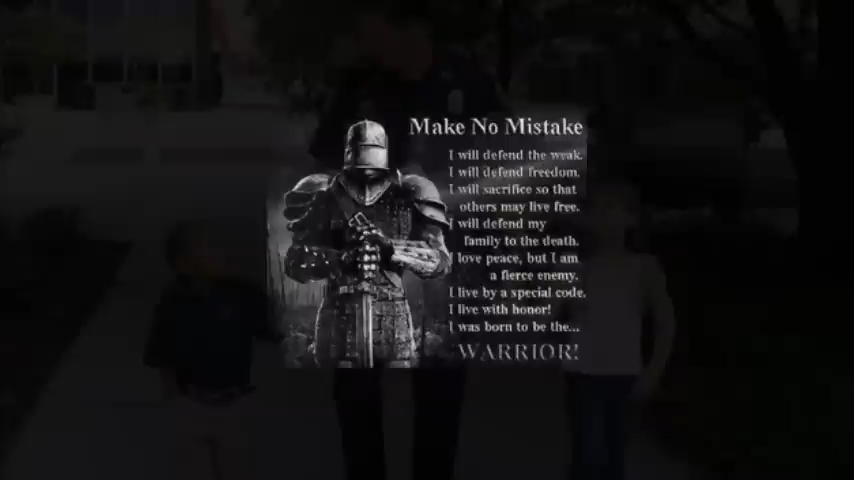 Make No Mistake
I will defend the weak.
I will defend freedom.
I will sacrifice so that
others may live free.
I will defend my
family to the death.
I love peace, but I am
a fierce enemy.
I live by a special code.
I live with honor!
I was born to be the...
WARRIOR!